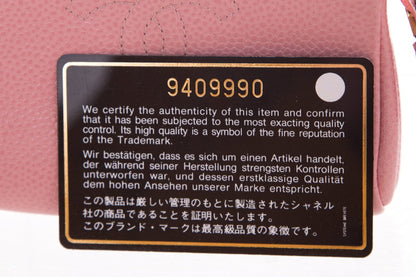 9409990
We certify the authenticity of this item and confirm
that it has been subjected to the most exacting quality
control. Its high quality is a symbol of the fine reputation
of the Trademark.
Wir bestätigen, dass es sich um einen Artikel handelt,
der während seiner Herstellung strengsten Kontrollen
unterworfen war, und dessen erstklassige Qualität
dem hohen Ansehen unserer Marke entspricht.
この製品は厳しい管理のもとに製造されたシャネル
社の商品であることを証明いたします。
このブランド・マークは最高級品質の象徴です。